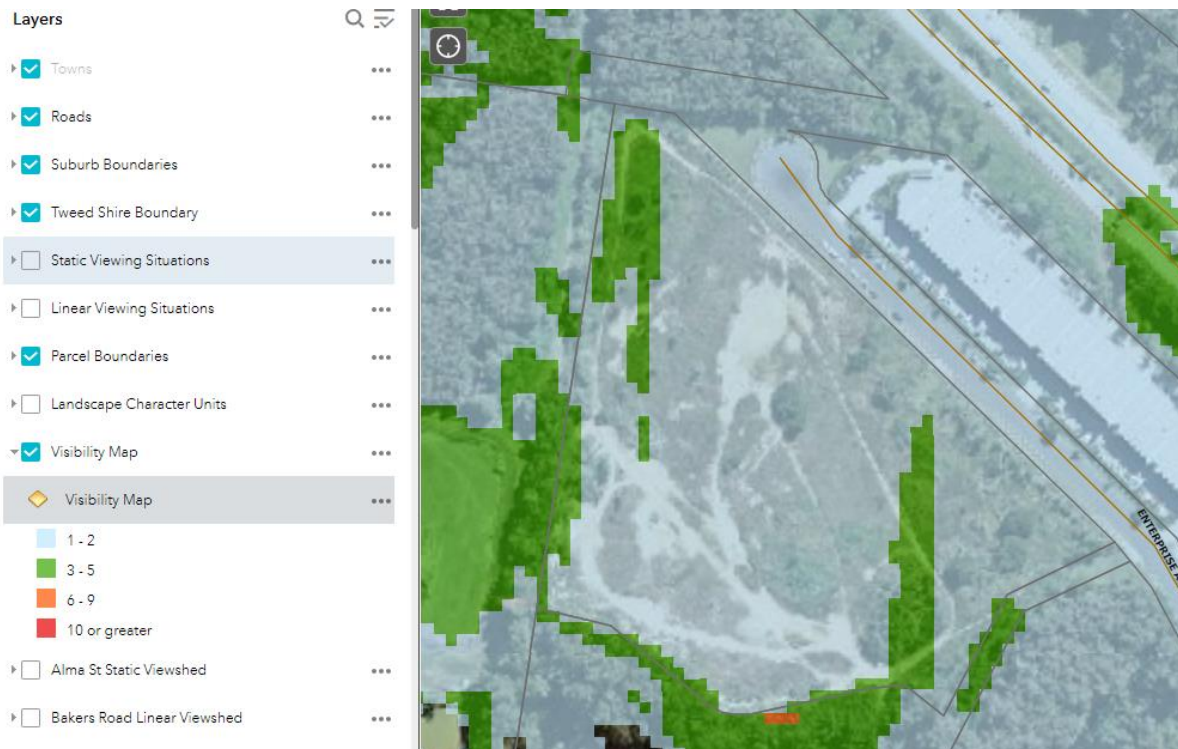 Layers
Towns
Roads
Suburb Boundaries
Tweed Shire Boundary
Static Viewing Situations
Linear Viewing Situations
Parcel Boundaries
Landscape Character Units
Visibility Map
Visibility Map
1 - 2
3 - 5
6 - 9
10 or greater
Alma St Static Viewshed
Bakers Road Linear Viewshed
ENTERPRISE